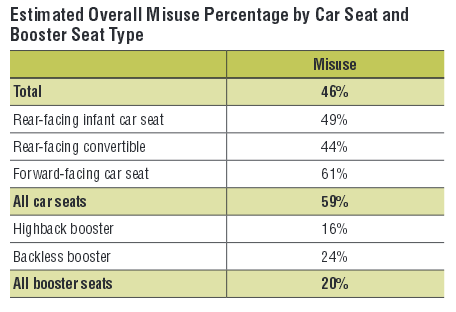 Estimated Overall Misuse Percentage by Car Seat and
Booster Seat Type
Misuse
Total 46%
Rear-facing infant car seat 49%
Rear-facing convertible 44%
Forward-facing car seat 61%
All car seats 59%
Highback booster 16%
Backless booster 24%
All booster seats 20%